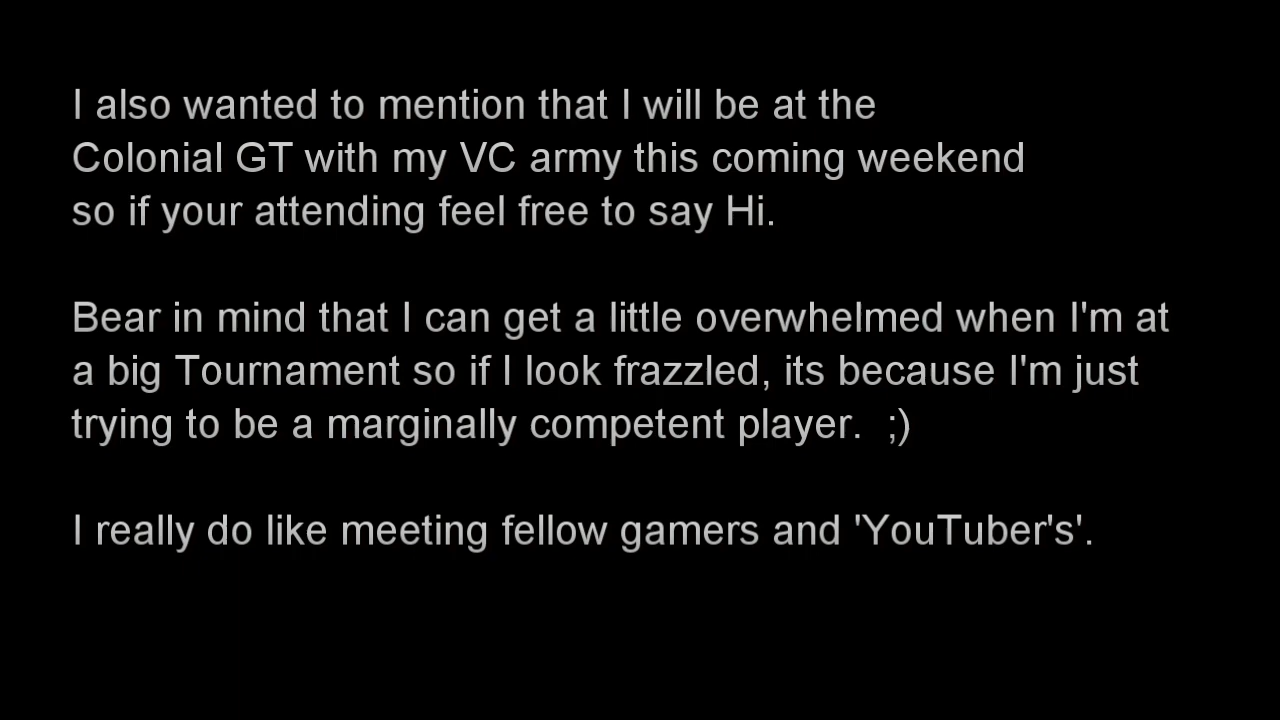 I also wanted to mention that I will be at the
Colonial GT with my VC army this coming weekend
so if your attending feel free to say Hi.
Bear in mind that I can get a little overwhelmed when I'm at
a big Tournament so if I look frazzled, its because I'm just
trying to be a marginally competent player.  ;)
I really do like meeting fellow gamers and 'YouTuber's'.